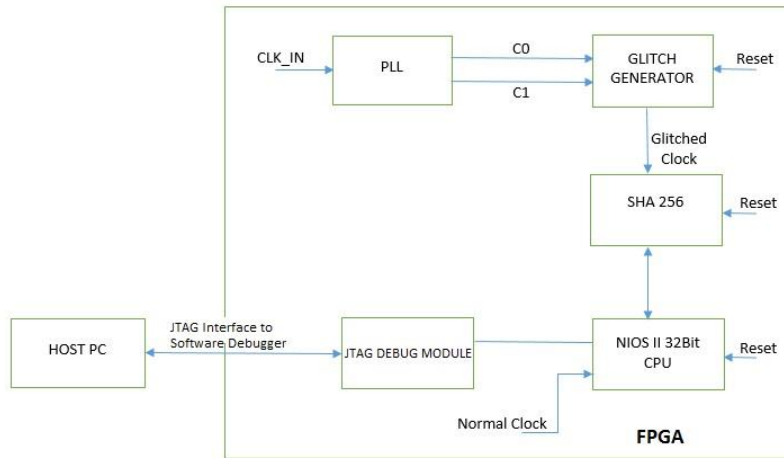 CLK_IN
PLL
C0
C1
GLITCH
GENERATOR
Reset
Glitched
Clock
SHA 256
Reset
HOST PC
JTAG Interface to
Software Debugger
JTAG DEBUG MODULE
NIOS II 32Bit
CPU
Reset
Normal Clock
FPGA